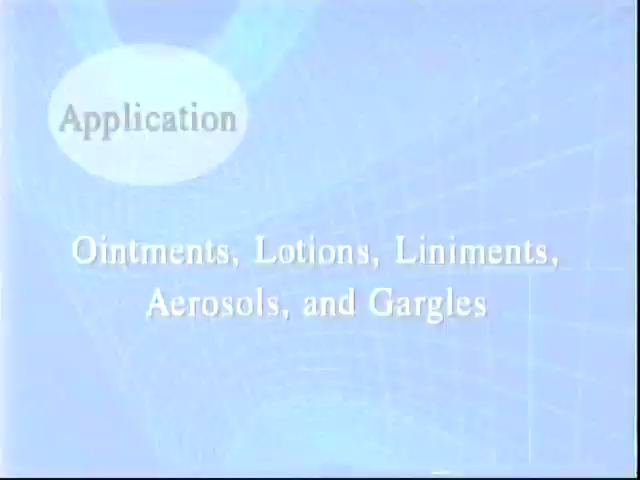 Application
Ointments, Lotions, Liniments,
Aerosols, and Gargles